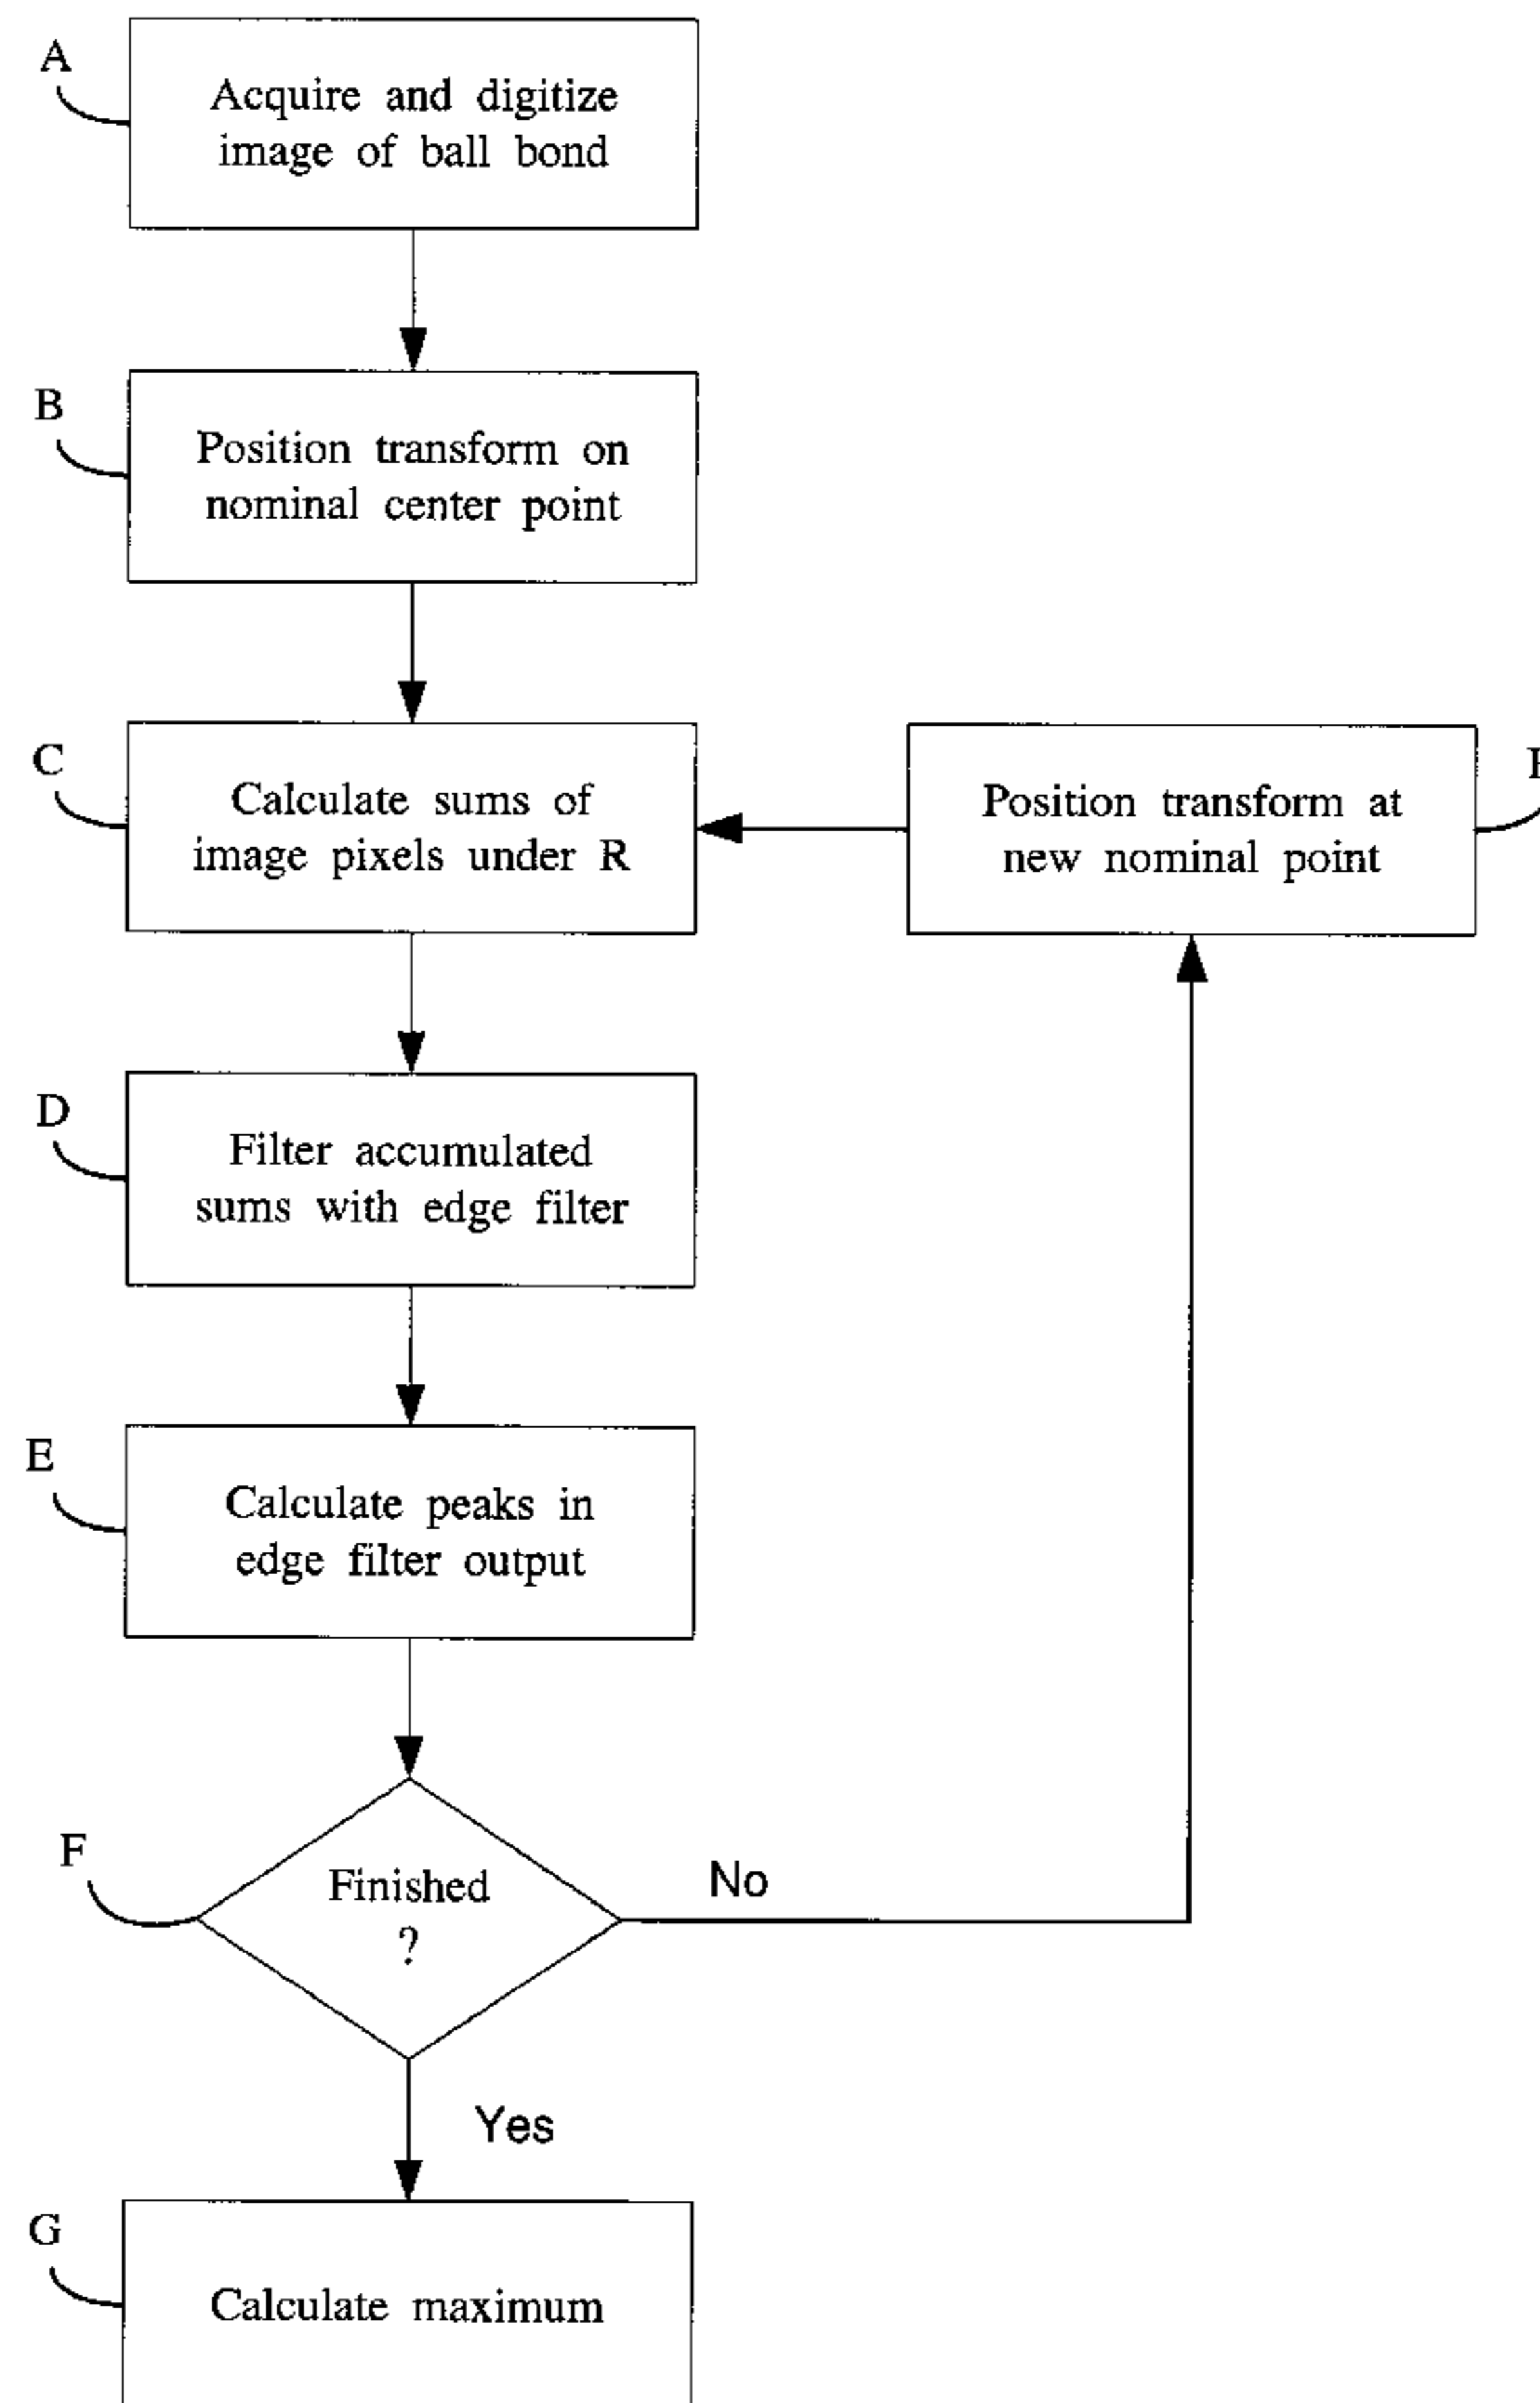 A
Acquire and digitize
image of ball bond
B
Position transform on
nominal center point
C
Calculate sums of
image pixels under R
Position transform at
new nominal point
D
Filter accumulated
sums with edge filter
E
Calculate peaks in
edge filter output
F
Finished
?
No
Yes
G
Calculate maximum